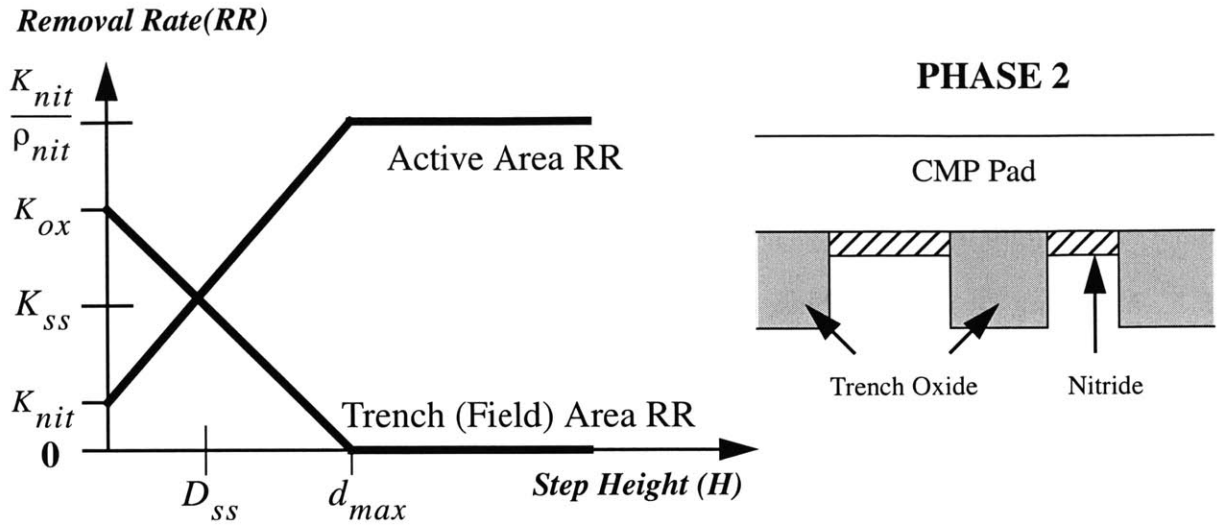 Removal Rate(RR)
K_nit
ρ_nit
K_ox
K_ss
K_nit
0
D_ss
d_max
Active Area RR
Trench (Field) Area RR
Step Height (H)
PHASE 2
CMP Pad
Trench Oxide
Nitride